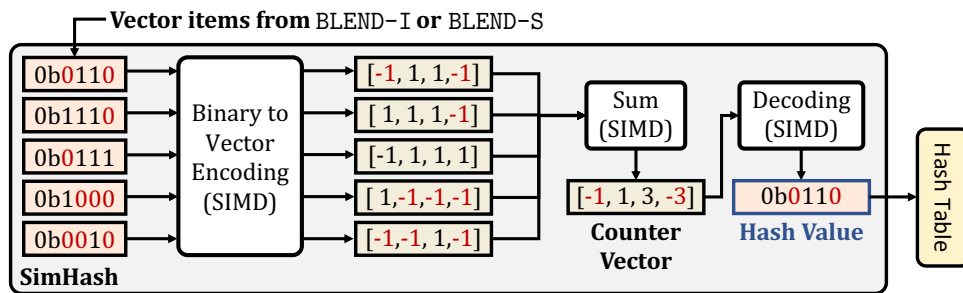 Vector items from BLEND-I or BLEND-S
0b0110
0b1110
0b0111
0b1000
0b0010
SimHash
Binary to
Vector
Encoding
(SIMD)
[-1, 1, 1,-1]
[ 1, 1, 1,-1]
[-1, 1, 1, 1]
[ 1,-1,-1,-1]
[-1,-1, 1,-1]
Sum
(SIMD)
[-1, 1, 3, -3]
Counter
Vector
Decoding
(SIMD)
0b0110
Hash Value
Hash Table